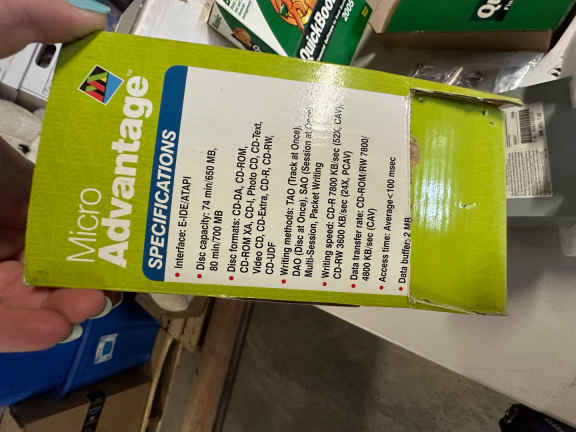 Micro
Advantage™
SPECIFICATIONS
• Interface: E-IDE/ATAPI
• Disc capacity: 74 min/650 MB,
80 min/700 MB
• Disc formats: CD-DA, CD-ROM,
CD-ROM XA, CD-I, Photo CD, CD-Text,
Video CD, CD-Extra, CD-R, CD-RW,
CD-UDF
• Writing methods: TAO (Track at Once),
DAO (Disc at Once), SAO (Session at Once),
Multi-Session, Packet Writing
• Writing speed: CD-R 7800 KB/sec (52X, CAV),
CD-RW 3600 KB/sec (24X, PCAV)
• Data transfer rate: CD-ROM/RW 7800/
4800 KB/sec (CAV)
• Access time: Average<100 msec
• Data buffer: 2 MB
QuickBooks
2005